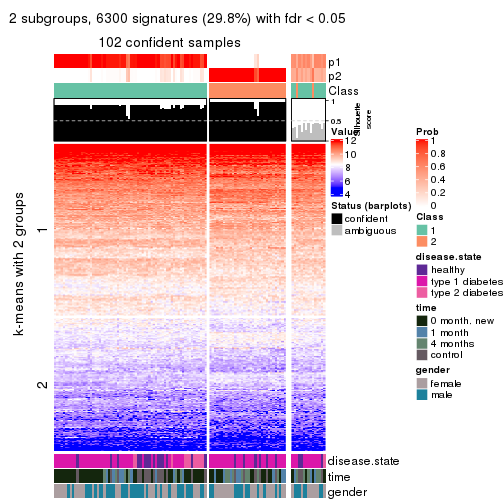 2 subgroups, 6300 signatures (29.8%) with fdr < 0.05
102 confident samples
p1
p2
Class
1
0.5
0
Silhouette
score
k-means with 2 groups
1
2
Value
12
10
8
6
4
Status (barplots)
confident
ambiguous
Prob
1
0.8
0.6
0.4
0.2
0
Class
1
2
disease.state
healthy
type 1 diabetes
type 2 diabetes
time
0 month. new
1 month
4 months
control
gender
female
male
disease.state
time
gender